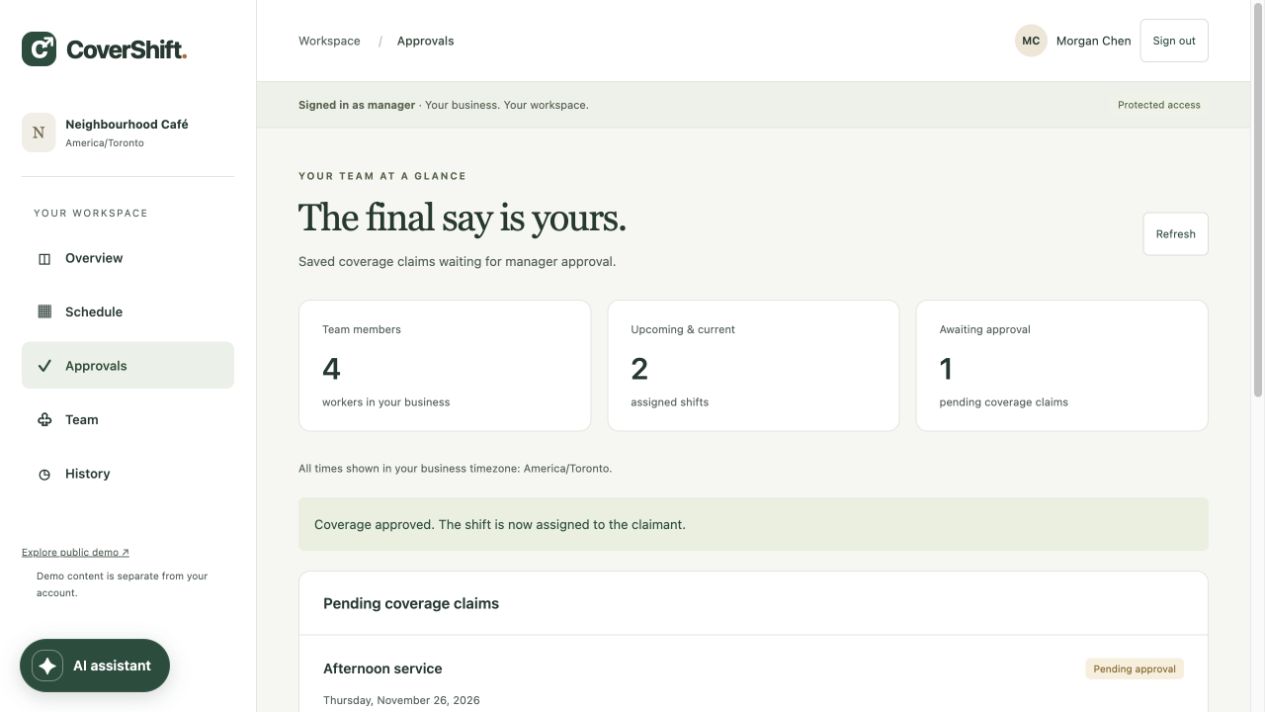 CoverShift.
Neighbourhood Café
America/Toronto
N
YOUR WORKSPACE
Overview
Schedule
Approvals
Team
History
Explore public demo ↗
Demo content is separate from your
account.
AI assistant
Workspace / Approvals
MC Morgan Chen Sign out
Signed in as manager · Your business. Your workspace. Protected access
YOUR TEAM AT A GLANCE
The final say is yours.
Saved coverage claims waiting for manager approval.
Refresh
Team members
4
workers in your business
Upcoming & current
2
assigned shifts
Awaiting approval
1
pending coverage claims
All times shown in your business timezone: America/Toronto.
Coverage approved. The shift is now assigned to the claimant.
Pending coverage claims
Afternoon service
Pending approval
Thursday, November 26, 2026